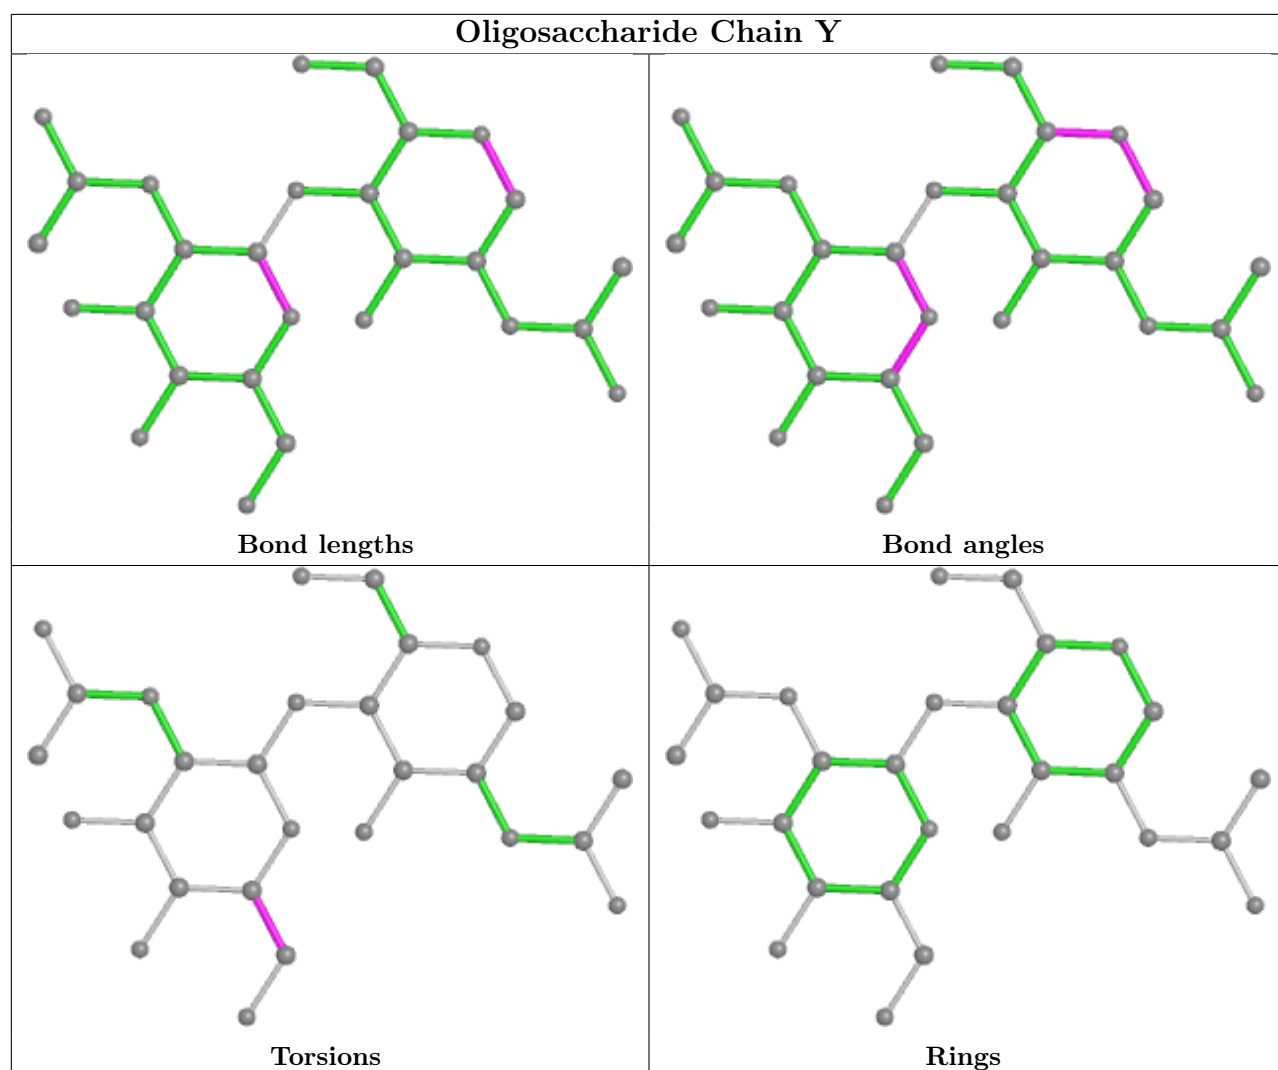 Oligosaccharide Chain Y
Bond lengths
Bond angles
Torsions
Rings